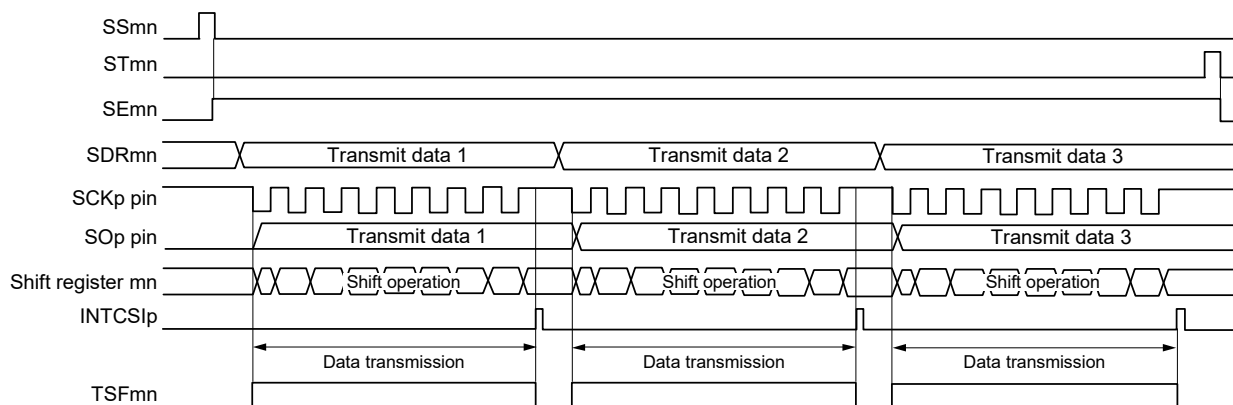 SSmn
STmn
SEmn
SDRmn Transmit data 1 Transmit data 2 Transmit data 3
SCKp pin
SOp pin Transmit data 1 Transmit data 2 Transmit data 3
Shift register mn Shift operation Shift operation Shift operation
INTCSIp
Data transmission Data transmission Data transmission
TSFmn